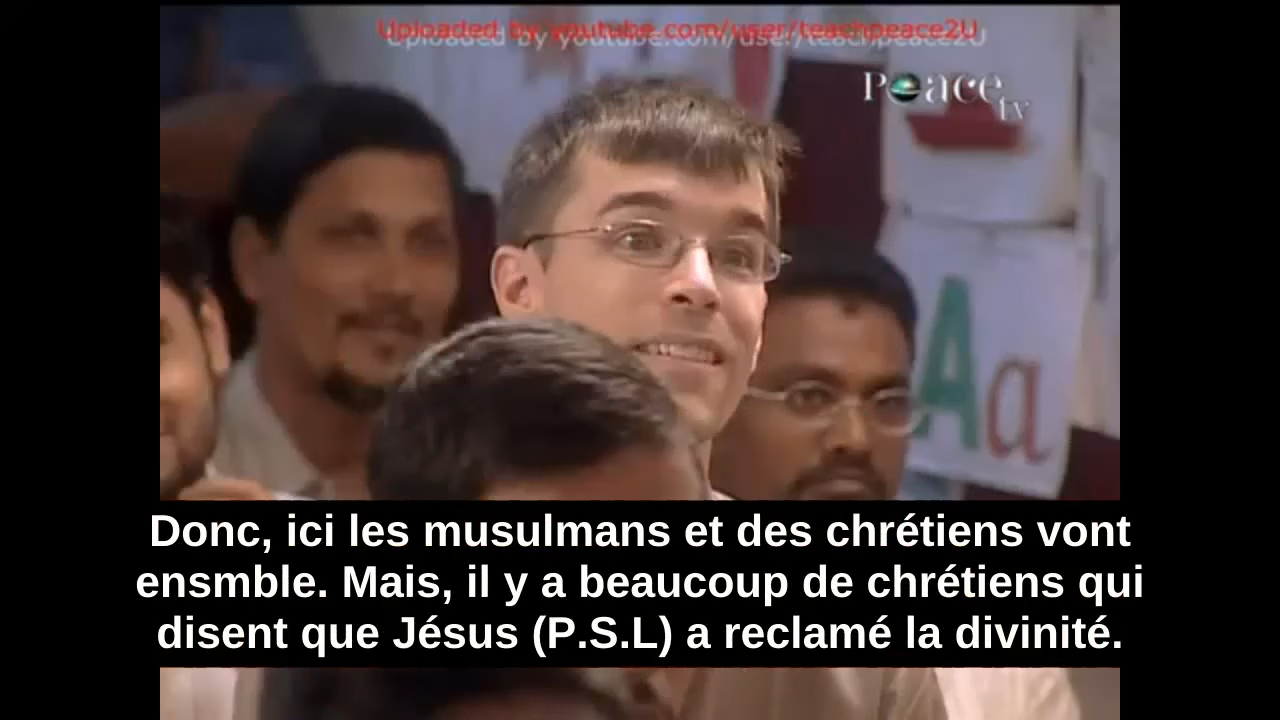 Uploaded by youtube.com/user/teachpeace2U
Peace tv
Aa
Donc, ici les musulmans et des chrétiens vont
ensmble. Mais, il y a beaucoup de chrétiens qui
disent que Jésus (P.S.L) a reclamé la divinité.